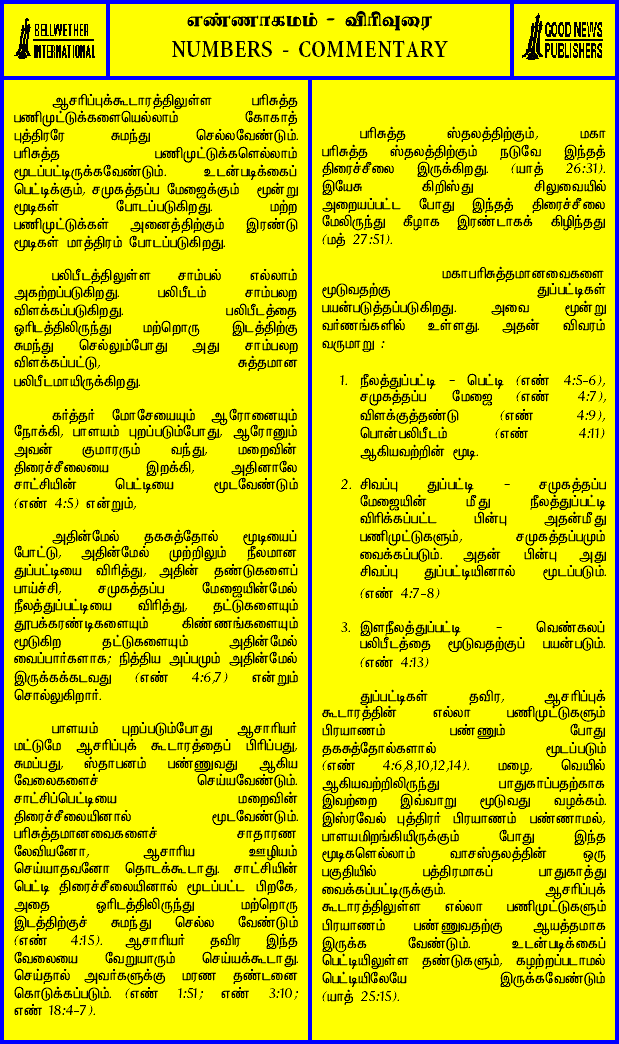 BELLWETHER
INTERNATIONAL
எண்ணாகமம் - விரிவுரை
NUMBERS - COMMENTARY
GOOD NEWS
PUBLISHERS
ஆசரிப்புக்கூடாரத்திலுள்ள பரிசுத்த
பணிமுட்டுக்களையெல்லாம் கோகாத்
புத்திரரே சுமந்து செல்லவேண்டும்.
பரிசுத்த பணிமுட்டுக்களெல்லாம்
மூடப்பட்டிருக்கவேண்டும். உடன்படிக்கைப்
பெட்டிக்கும், சமுகத்தப்ப மேஜைக்கும் மூன்று
மூடிகள் போடப்படுகிறது. மற்ற
பணிமுட்டுக்கள் அனைத்திற்கும் இரண்டு
மூடிகள் மாத்திரம் போடப்படுகிறது.
பலிபீடத்திலுள்ள சாம்பல் எல்லாம்
அகற்றப்படுகிறது. பலிபீடம் சாம்பலற
விளக்கப்படுகிறது. பலிபீடத்தை
ஓரிடத்திலிருந்து மற்றொரு இடத்திற்கு
சுமந்து செல்லும்போது அது சாம்பலற
விளக்கப்பட்டு, சுத்தமான
பலிபீடமாயிருக்கிறது.
கர்த்தர் மோசேயையும் ஆரோனையும்
நோக்கி, பாளயம் புறப்படும்போது, ஆரோனும்
அவன் குமாரரும் வந்து, மறைவின்
திரைச்சீலையை இறக்கி, அதினாலே
சாட்சியின் பெட்டியை மூடவேண்டும்
(எண் 4:5) என்றும்,
அதின்மேல் தகசுத்தோல் மூடியைப்
போட்டு, அதின்மேல் முற்றிலும் நீலமான
துப்பட்டியை விரித்து, அதின் தண்டுகளைப்
பாய்ச்சி, சமுகத்தப்ப மேஜையின்மேல்
நீலத்துப்பட்டியை விரித்து, தட்டுகளையும்
தூபக்கரண்டிகளையும் கிண்ணங்களையும்
மூடுகிற தட்டுகளையும் அதின்மேல்
வைப்பார்களாக; நித்திய அப்பமும் அதின்மேல்
இருக்கக்கடவது (எண் 4:6,7) என்றும்
சொல்லுகிறார்.
பாளயம் புறப்படும்போது ஆசாரியர்
மட்டுமே ஆசரிப்புக் கூடாரத்தைப் பிரிப்பது,
சுமப்பது, ஸ்தாபனம் பண்ணுவது ஆகிய
வேலைகளைச் செய்யவேண்டும்.
சாட்சிப்பெட்டியை மறைவின்
திரைச்சீலையினால் மூடவேண்டும்.
பரிசுத்தமானவைகளைச் சாதாரண
லேவியனோ, ஆசாரிய ஊழியம்
செய்யாதவனோ தொடக்கூடாது. சாட்சியின்
பெட்டி திரைச்சீலையினால் மூடப்பட்ட பிறகே,
அதை ஓரிடத்திலிருந்து மற்றொரு
இடத்திற்குச் சுமந்து செல்ல வேண்டும்
(எண் 4:15). ஆசாரியர் தவிர இந்த
வேலையை வேறுயாரும் செய்யக்கூடாது.
செய்தால் அவர்களுக்கு மரண தண்டனை
கொடுக்கப்படும். (எண் 1:51; எண் 3:10;
எண் 18:4-7).
பரிசுத்த ஸ்தலத்திற்கும், மகா
பரிசுத்த ஸ்தலத்திற்கும் நடுவே இந்தத்
திரைச்சீலை இருக்கிறது. (யாத் 26:31).
இயேசு கிறிஸ்து சிலுவையில்
அறையப்பட்ட போது இந்தத் திரைச்சீலை
மேலிருந்து கீழாக இரண்டாகக் கிழிந்தது
(மத் 27:51).
மகாபரிசுத்தமானவைகளை
மூடுவதற்கு துப்பட்டிகள்
பயன்படுத்தப்படுகிறது. அவை மூன்று
வர்ணங்களில் உள்ளது. அதன் விவரம்
வருமாறு :
1. நீலத்துப்பட்டி - பெட்டி (எண் 4:5-6),
சமுகத்தப்ப மேஜை (எண் 4:7),
விளக்குத்தண்டு (எண் 4:9),
பொன்பலிபீடம் (எண் 4:11)
ஆகியவற்றின் மூடி.
2. சிவப்பு துப்பட்டி - சமுகத்தப்ப
மேஜையின் மீது நீலத்துப்பட்டி
விரிக்கப்பட்ட பின்பு அதன்மீது
பணிமுட்டுகளும், சமுகத்தப்பமும்
வைக்கப்படும். அதன் பின்பு அது
சிவப்பு துப்பட்டியினால் மூடப்படும்.
(எண் 4:7-8)
3. இளநீலத்துப்பட்டி - வெண்கலப்
பலிபீடத்தை மூடுவதற்குப் பயன்படும்.
(எண் 4:13)
துப்பட்டிகள் தவிர, ஆசரிப்புக்
கூடாரத்தின் எல்லா பணிமுட்டுகளும்
பிரயாணம் பண்ணும் போது
தகசுத்தோல்களால் மூடப்படும்
(எண் 4:6,8,10,12,14). மழை, வெயில்
ஆகியவற்றிலிருந்து பாதுகாப்பதற்காக
இவற்றை இவ்வாறு மூடுவது வழக்கம்.
இஸ்ரவேல் புத்திரர் பிரயாணம் பண்ணாமல்,
பாளயமிறங்கியிருக்கும் போது இந்த
மூடிகளெல்லாம் வாசஸ்தலத்தின் ஒரு
பகுதியில் பத்திரமாகப் பாதுகாத்து
வைக்கப்பட்டிருக்கும். ஆசரிப்புக்
கூடாரத்திலுள்ள எல்லா பணிமுட்டுகளும்
பிரயாணம் பண்ணுவதற்கு ஆயத்தமாக
இருக்க வேண்டும். உடன்படிக்கைப்
பெட்டியிலுள்ள தண்டுகளும், கழற்றப்படாமல்
பெட்டியிலேயே இருக்கவேண்டும்
(யாத் 25:15).